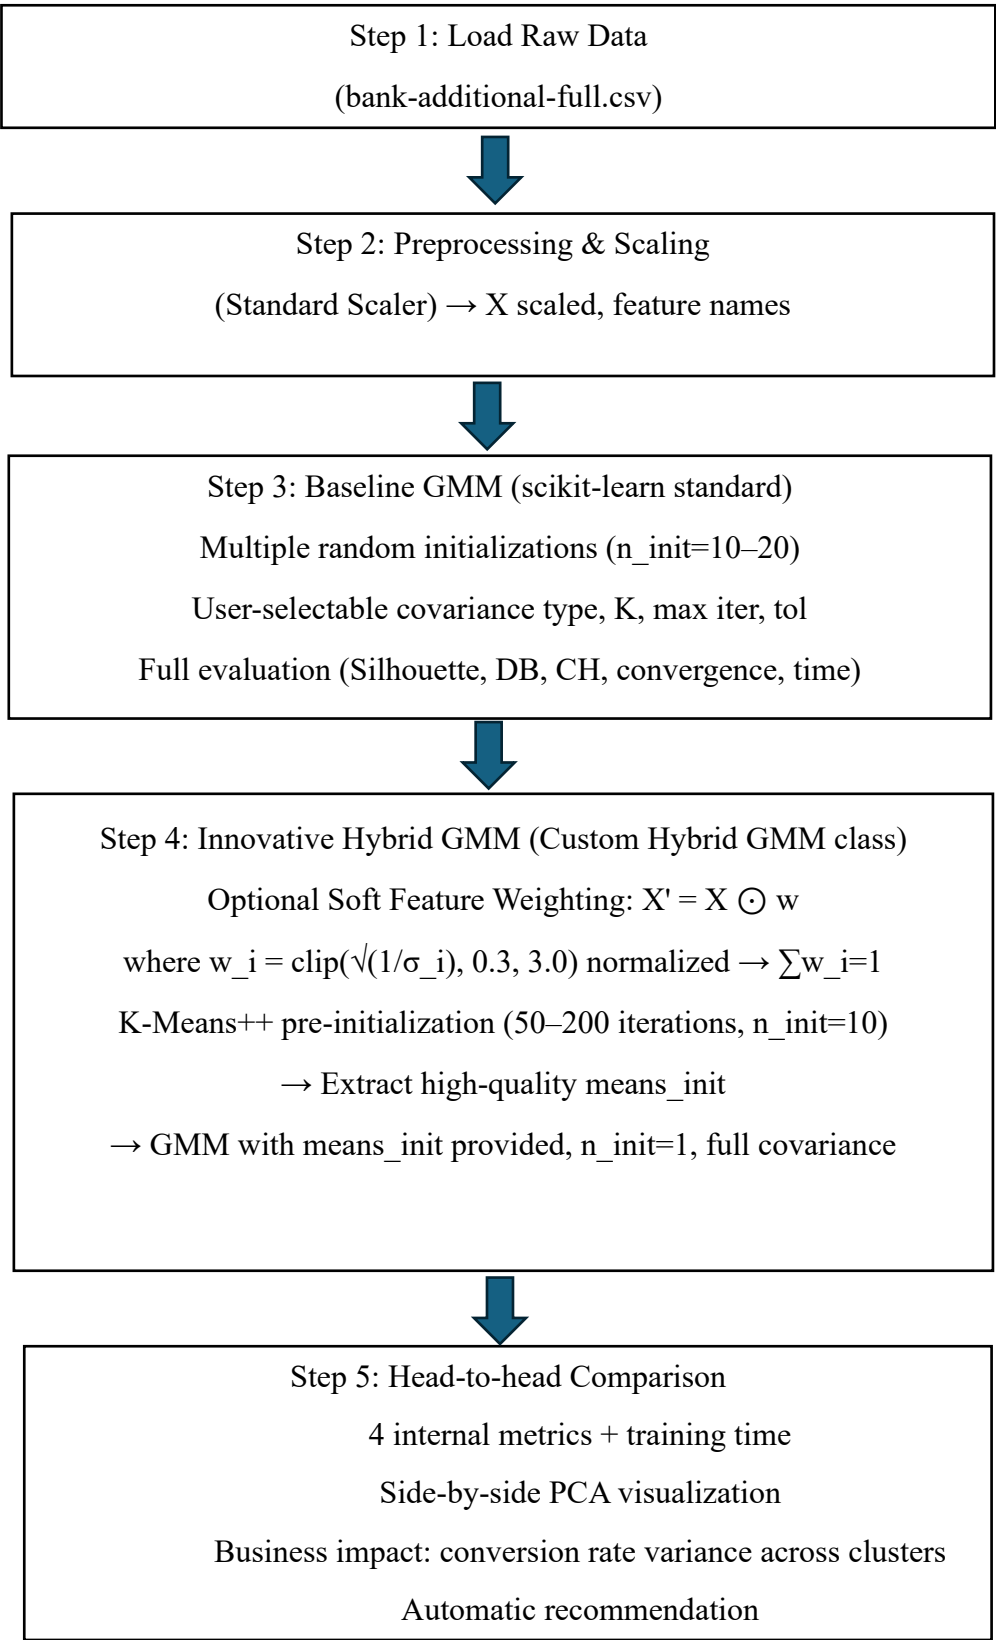 Step 1: Load Raw Data
(bank-additional-full.csv)
Step 2: Preprocessing & Scaling
(Standard Scaler) → X scaled, feature names
Step 3: Baseline GMM (scikit-learn standard)
Multiple random initializations (n_init=10–20)
User-selectable covariance type, K, max iter, tol
Full evaluation (Silhouette, DB, CH, convergence, time)
Step 4: Innovative Hybrid GMM (Custom Hybrid GMM class)
Optional Soft Feature Weighting: X' = X ⊙ w
where w_i = clip(√(1/σ_i), 0.3, 3.0) normalized → ∑w_i=1
K-Means++ pre-initialization (50–200 iterations, n_init=10)
→ Extract high-quality means_init
→ GMM with means_init provided, n_init=1, full covariance
Step 5: Head-to-head Comparison
4 internal metrics + training time
Side-by-side PCA visualization
Business impact: conversion rate variance across clusters
Automatic recommendation